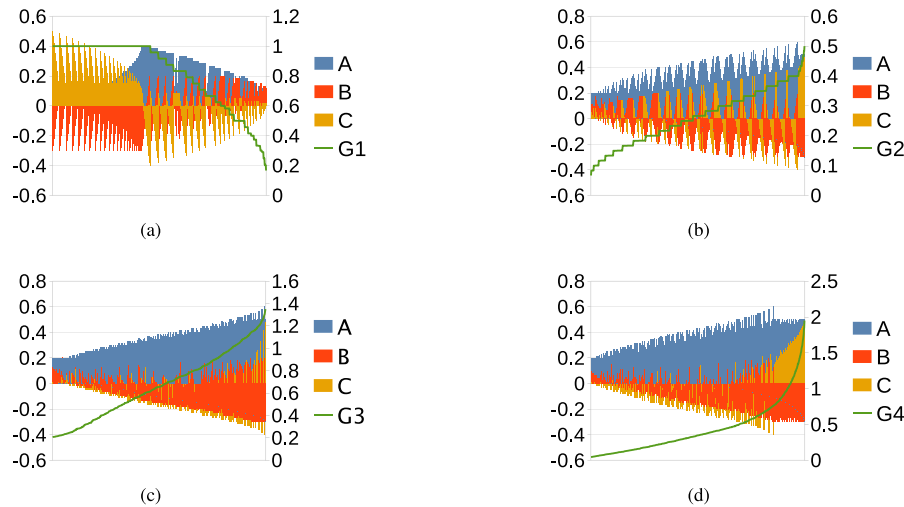 0.6 1.2
0.4 1 A
0.2 0.8 B
0 0.6 C
-0.2 0.4 G1
-0.4 0.2
-0.6 0
(a)
0.8 0.6
0.6 0.5 A
0.4 0.4 B
0.2 0.3 C
0 0.2 G2
-0.2 0.1
-0.4 0
-0.6
(b)
0.8 1.6
0.6 1.4
0.4 1.2 A
0.2 1 B
0 0.8 C
-0.2 0.6 G3
-0.4 0.4
-0.6 0.2
0
(c)
0.8 2.5
0.6 2 A
0.4 1.5 B
0.2 1 C
0 0.5 G4
-0.2 0
-0.4
-0.6
(d)